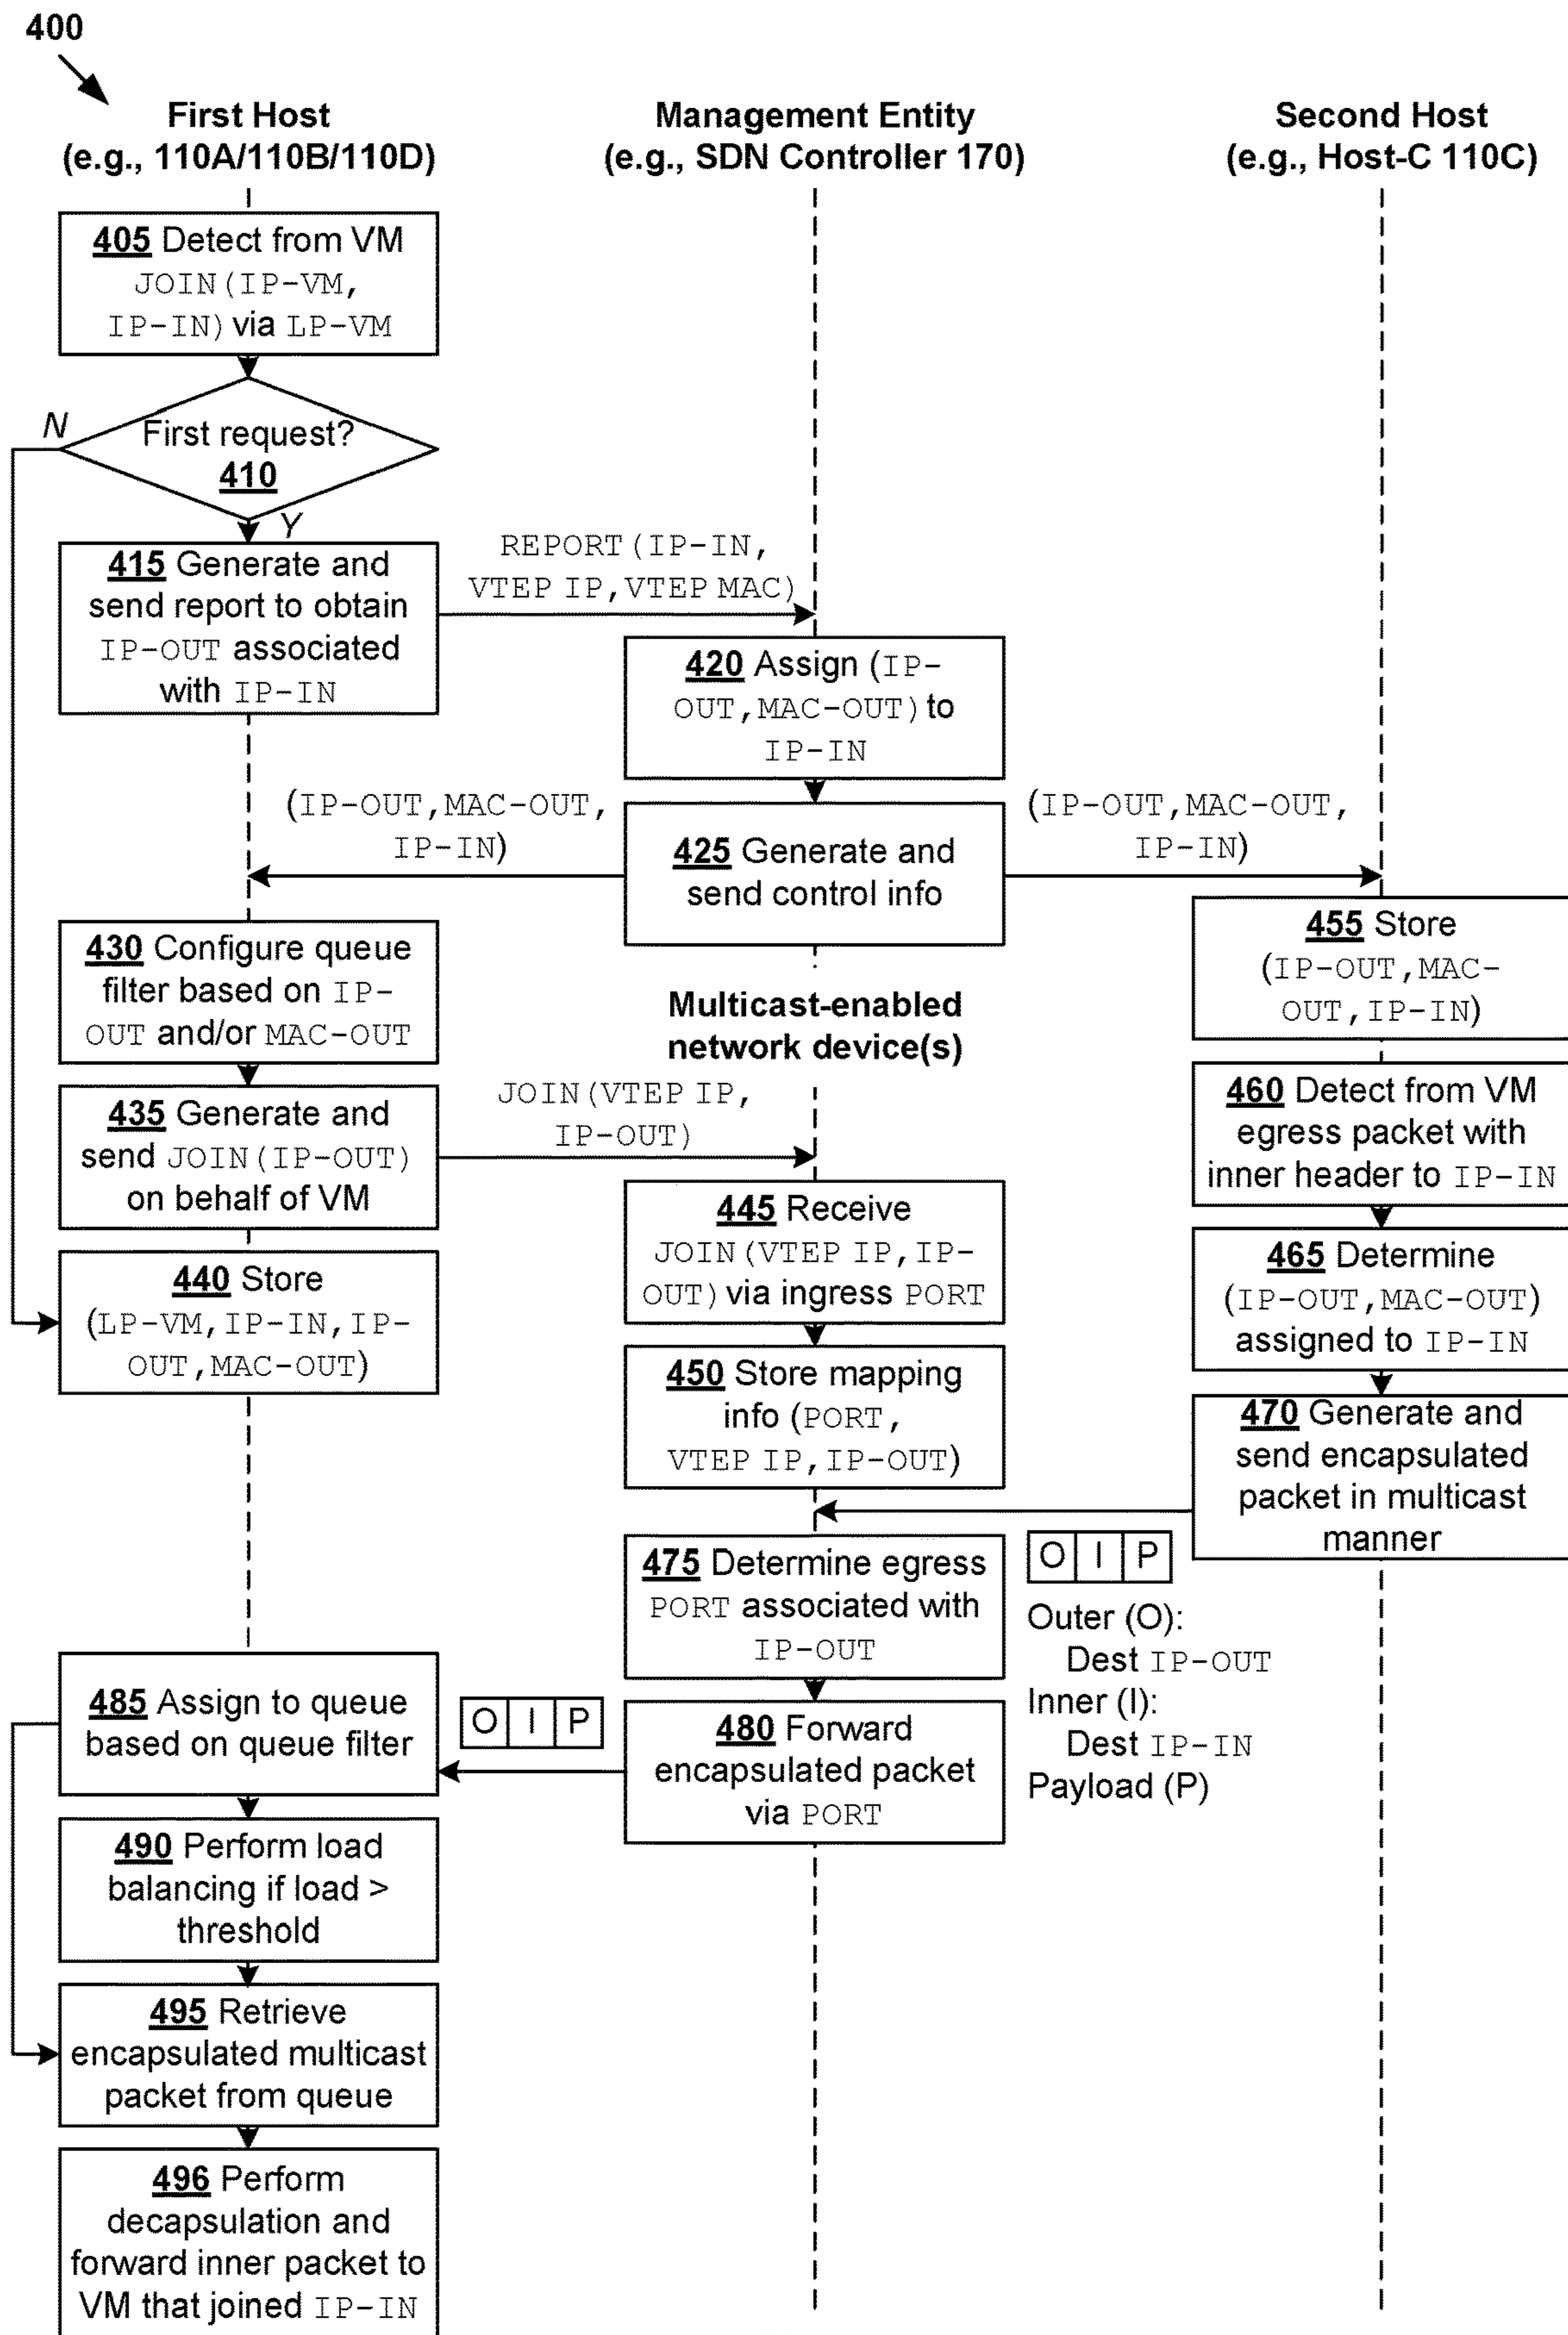 400
First Host
(e.g., 110A/110B/110D)
Management Entity
(e.g., SDN Controller 170)
Second Host
(e.g., Host-C 110C)
405 Detect from VM
JOIN(IP-VM,
IP-IN) via LP-VM
N
First request?
410
Y
415 Generate and
send report to obtain
IP-OUT associated
with IP-IN
REPORT(IP-IN,
VTEP IP,VTEP MAC)
420 Assign (IP-
OUT,MAC-OUT) to
IP-IN
(IP-OUT,MAC-OUT,
IP-IN)
425 Generate and
send control info
(IP-OUT,MAC-OUT,
IP-IN)
430 Configure queue
filter based on IP-
OUT and/or MAC-OUT
Multicast-enabled
network device(s)
455 Store
(IP-OUT,MAC-
OUT,IP-IN)
435 Generate and
send JOIN(IP-OUT)
on behalf of VM
JOIN(VTEP IP,
IP-OUT)
460 Detect from VM
egress packet with
inner header to IP-IN
440 Store
(LP-VM,IP-IN,IP-
OUT,MAC-OUT)
445 Receive
JOIN(VTEP IP,IP-
OUT) via ingress PORT
465 Determine
(IP-OUT,MAC-OUT)
assigned to IP-IN
450 Store mapping
info (PORT,
VTEP IP,IP-OUT)
470 Generate and
send encapsulated
packet in multicast
manner
475 Determine egress
PORT associated with
IP-OUT
O I P
Outer (O):
Dest IP-OUT
Inner (I):
Dest IP-IN
Payload (P)
480 Forward
encapsulated packet
via PORT
O I P
485 Assign to queue
based on queue filter
490 Perform load
balancing if load >
threshold
495 Retrieve
encapsulated multicast
packet from queue
496 Perform
decapsulation and
forward inner packet to
VM that joined IP-IN